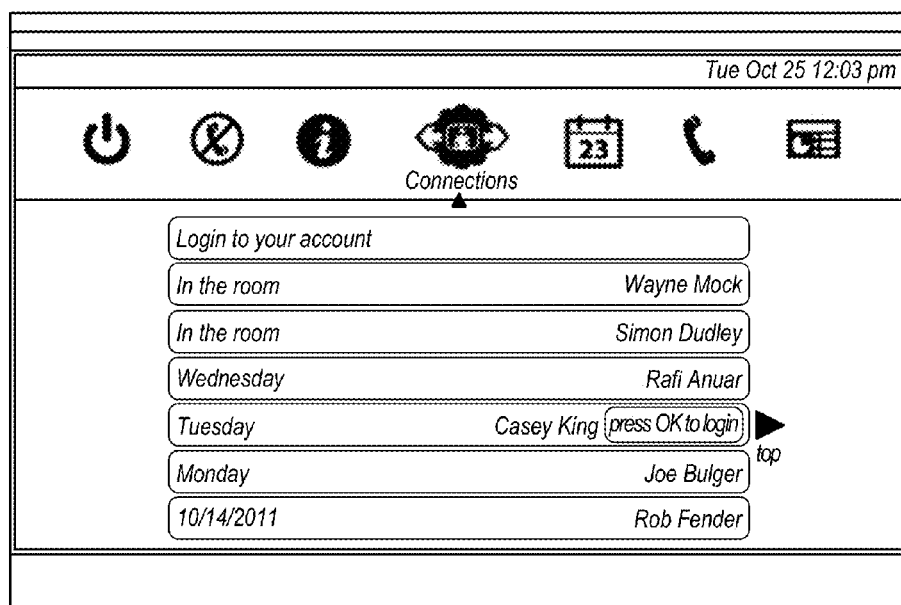 Tue Oct 25 12:03 pm
23
Connections
Login to your account
In the room Wayne Mock
In the room Simon Dudley
Wednesday Rafi Anuar
Tuesday Casey King press OK to login
top
Monday Joe Bulger
10/14/2011 Rob Fender